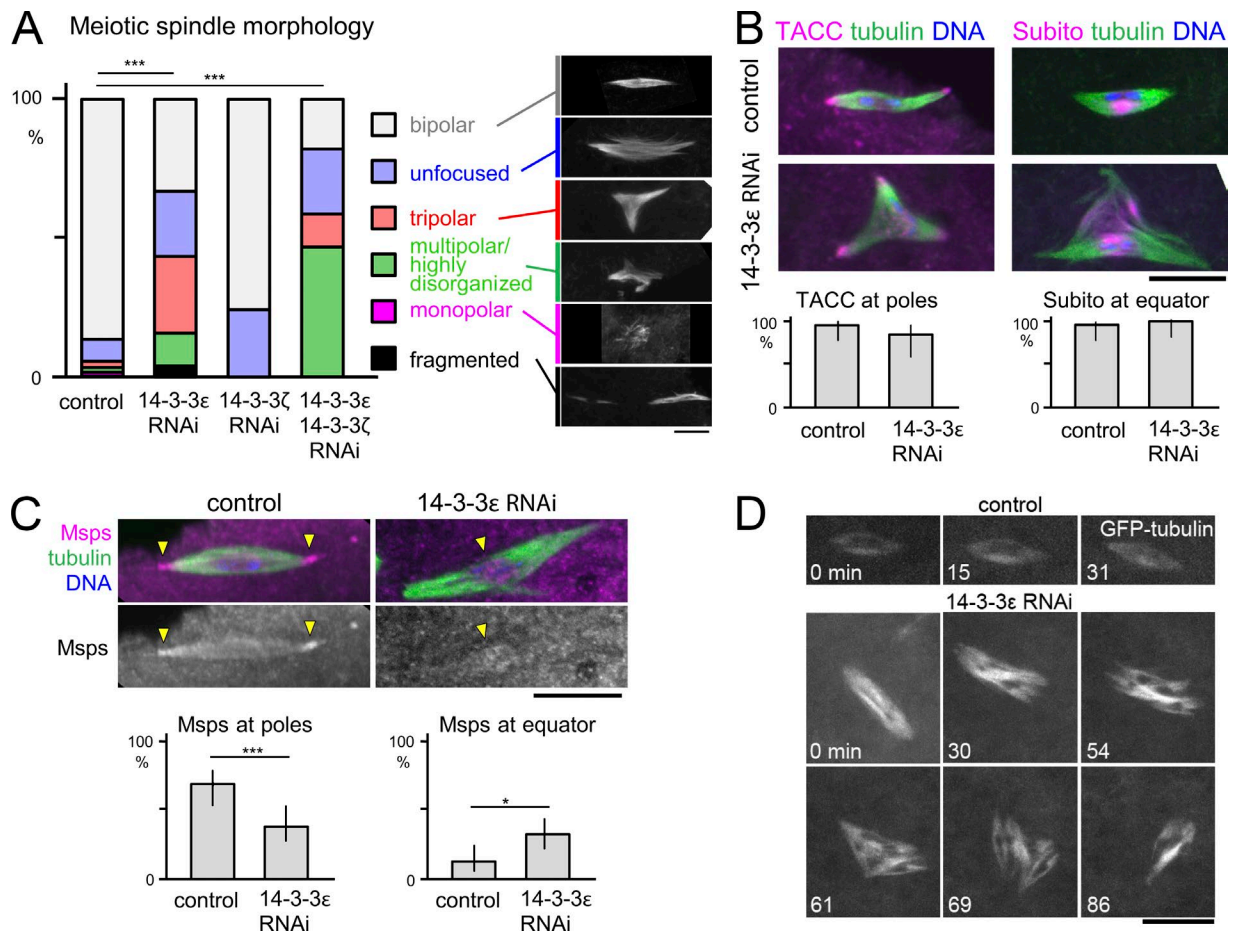 A
Meiotic spindle morphology
***
***
100
%
0
control
14-3-3ε
RNAi
14-3-3ζ
RNAi
14-3-3ε
14-3-3ζ
RNAi
bipolar
unfocused
tripolar
multipolar/
highly
disorganized
monopolar
fragmented
B
TACC tubulin DNA
Subito tubulin DNA
control
14-3-3ε RNAi
TACC at poles
100
%
0
control
14-3-3ε
RNAi
Subito at equator
100
%
0
control
14-3-3ε
RNAi
C
control
14-3-3ε RNAi
Msps
tubulin
DNA
Msps
Msps at poles
100
%
0
***
control
14-3-3ε
RNAi
Msps at equator
100
%
0
*
control
14-3-3ε
RNAi
D
control
GFP-tubulin
0 min
15
31
14-3-3ε RNAi
0 min
30
54
61
69
86